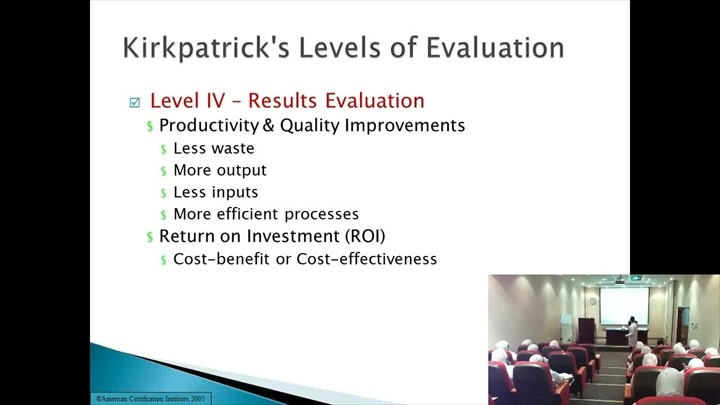 Kirkpatrick's Levels of Evaluation
Level IV – Results Evaluation
$ Productivity & Quality Improvements
$ Less waste
$ More output
$ Less inputs
$ More efficient processes
$ Return on Investment (ROI)
$ Cost-benefit or Cost-effectiveness
©American Certification Institute, 2005